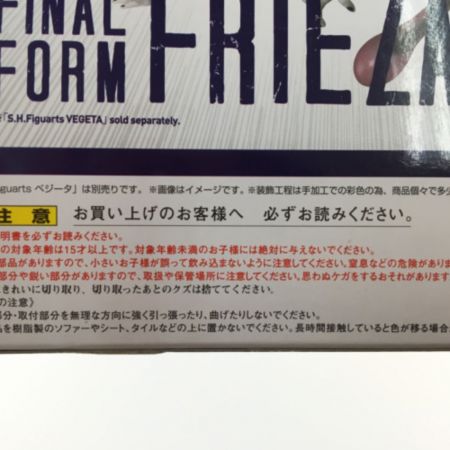 FINAL
FORM
FRIEZA
「S.H.Figuarts VEGETA」sold separately.
iguarts ベジータ」は別売りです。 ※画像はイメージです。※装飾工程は手加工での彩色の為、商品個々で多少
注 意 お買い上げのお客様へ 必ずお読みください。
明書を必ずお読みください。
の対象年齢は15才以上です。対象年齢未満のお子様には絶対に与えないでください。
部品がありますので、小さいお子様が誤って飲み込まないように注意してください。窒息などの危険がありま
部分や鋭い部分がありますので、取扱や保管場所に注意してください。思わぬケガをするおそれがあります
きれいに切り取り、切り取ったあとのクズは捨ててください。
の注意》
部分・取付部分を無理な方向に強く引っ張ったり、曲げたりしないでください。
を樹脂製のソファーやシート、タイルなどの上に置かないでください。長時間接触していると色が移る場合